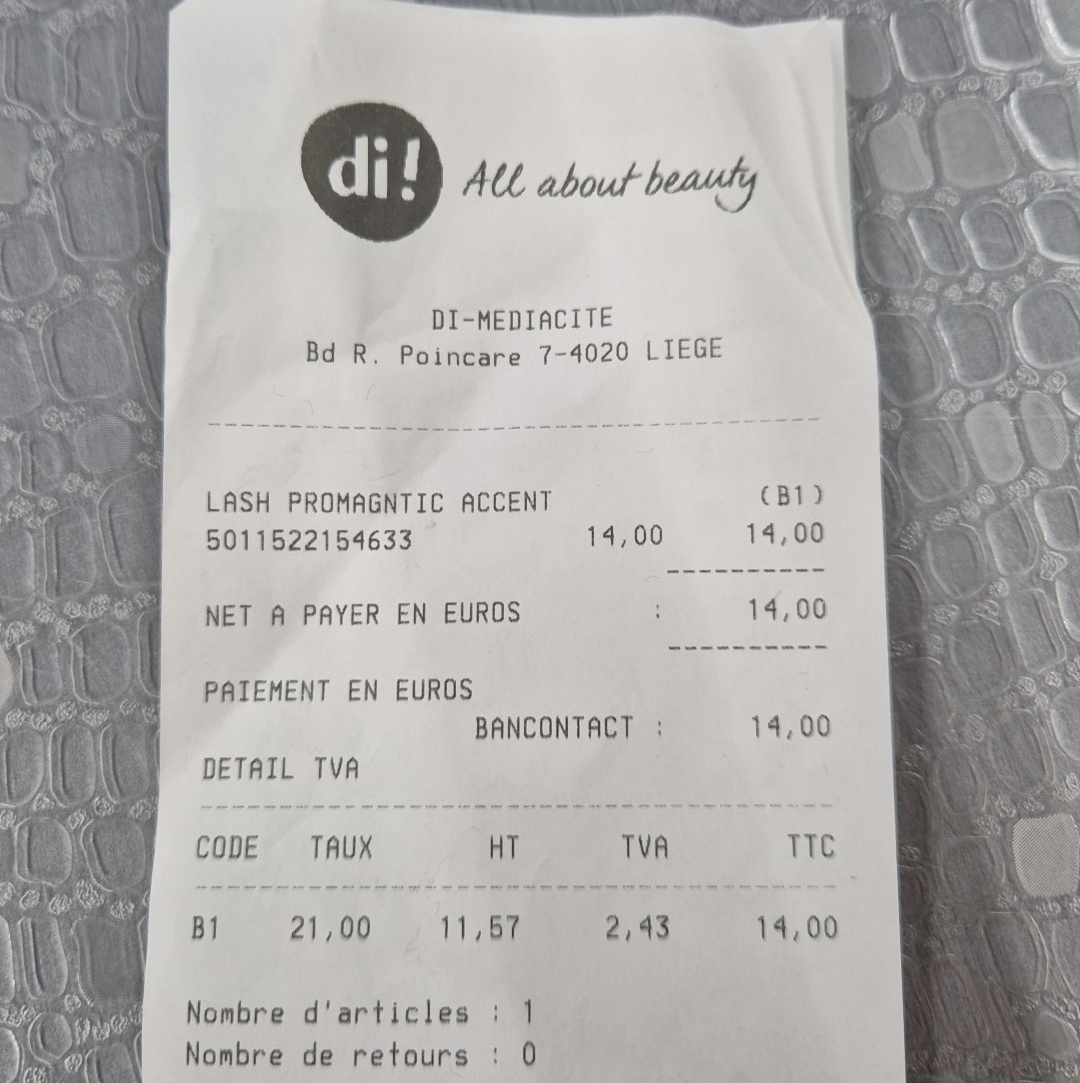 di! All about beauty
DI-MEDIACITE
Bd R. Poincare 7-4020 LIEGE
LASH PROMAGNTIC ACCENT (B1)
5011522154633 14,00 14,00
NET A PAYER EN EUROS : 14,00
PAIEMENT EN EUROS
BANCONTACT : 14,00
DETAIL TVA
CODE TAUX HT TVA TTC
B1 21,00 11,57 2,43 14,00
Nombre d'articles : 1
Nombre de retours : 0